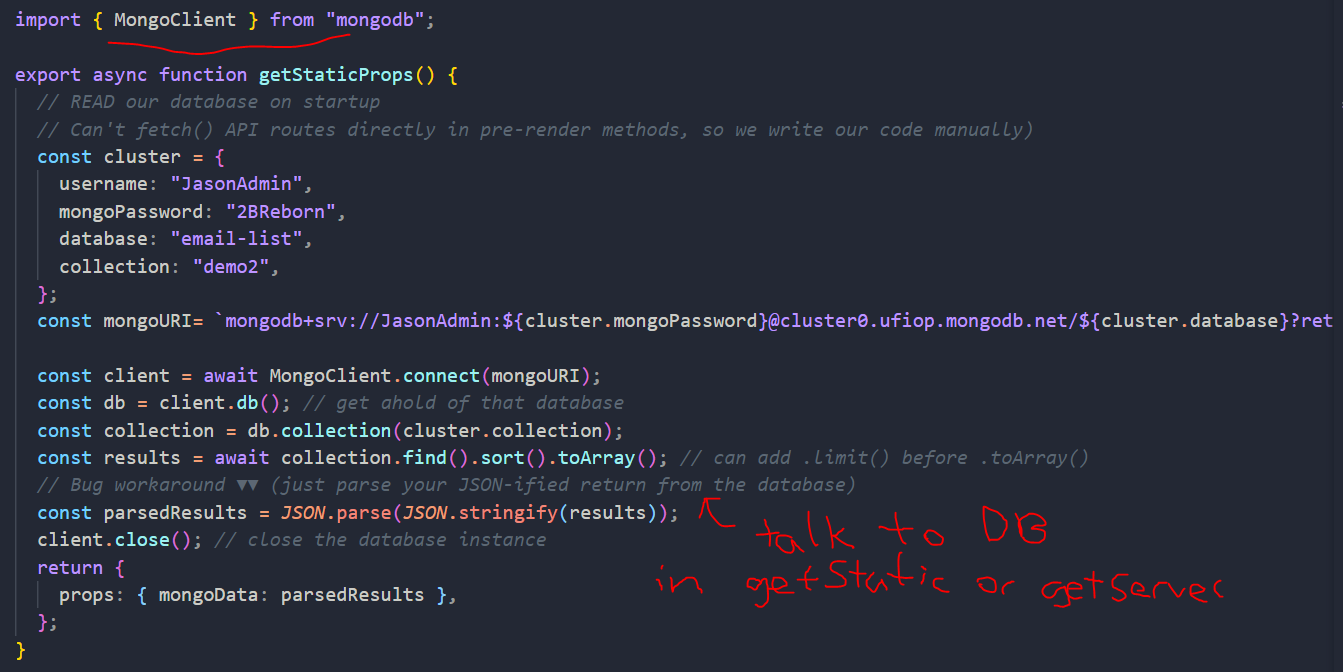 import { MongoClient } from "mongodb";
export async function getStaticProps() {
// READ our database on startup
// Can't fetch() API routes directly in pre-render methods, so we write our code manually)
const cluster = {
username: "JasonAdmin",
mongoPassword: "2BReborn",
database: "email-list",
collection: "demo2",
};
const mongoURI= `mongodb+srv://JasonAdmin:${cluster.mongoPassword}@cluster0.ufiop.mongodb.net/${cluster.database}?ret
const client = await MongoClient.connect(mongoURI);
const db = client.db(); // get ahold of that database
const collection = db.collection(cluster.collection);
const results = await collection.find().sort().toArray(); // can add .limit() before .toArray()
// Bug workaround ▼▼ (just parse your JSON-ified return from the database)
const parsedResults = JSON.parse(JSON.stringify(results));
talk to DB
client.close(); // close the database instance
in getStatic or getServer
return {
props: { mongoData: parsedResults },
};
}